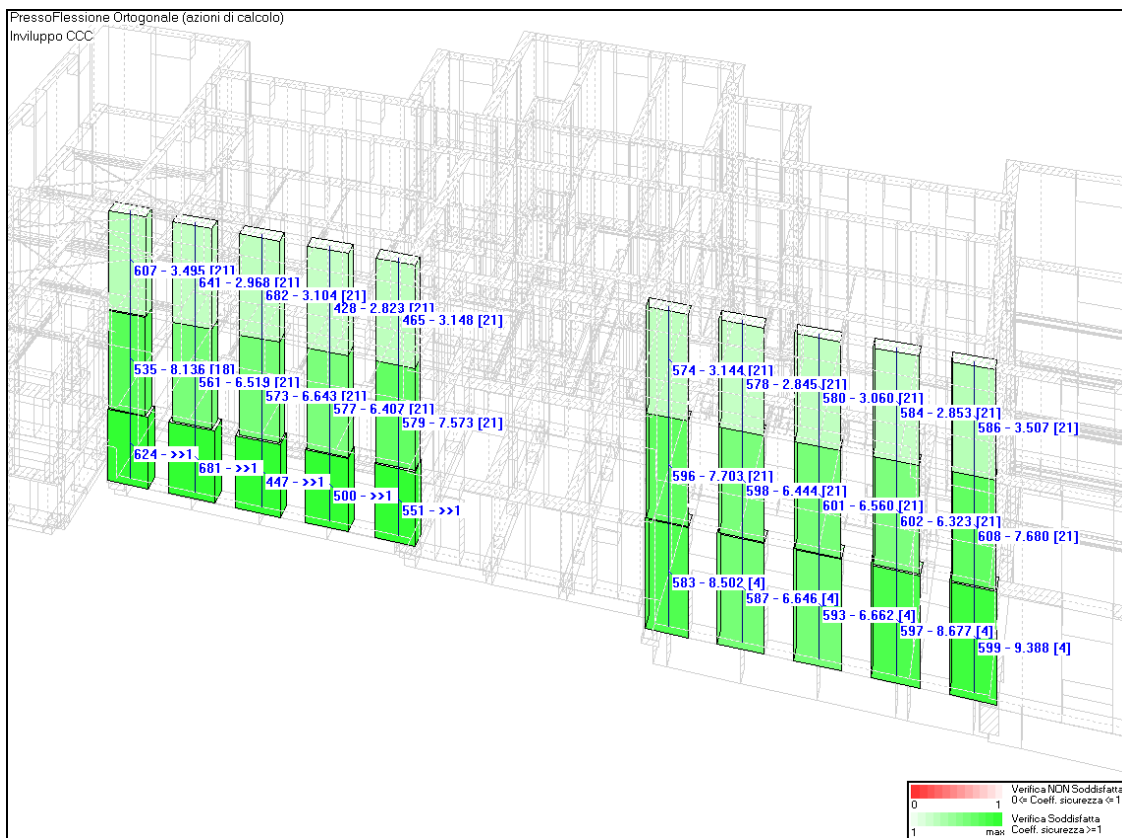 PressoFlessione Ortogonale (azioni di calcolo)
Inviluppo CCC
607 - 3.495 [21]
641 - 2.968 [21]
682 - 3.104 [21]
428 - 2.823 [21]
465 - 3.148 [21]
535 - 8.136 [18]
561 - 6.519 [21]
573 - 6.643 [21]
577 - 6.407 [21]
579 - 7.573 [21]
624 - >>1
681 - >>1
447 - >>1
500 - >>1
551 - >>1
574 - 3.144 [21]
578 - 2.845 [21]
580 - 3.060 [21]
584 - 2.853 [21]
586 - 3.507 [21]
596 - 7.703 [21]
598 - 6.444 [21]
601 - 6.560 [21]
602 - 6.323 [21]
608 - 7.680 [21]
583 - 8.502 [4]
587 - 6.646 [4]
593 - 6.662 [4]
597 - 8.677 [4]
599 - 9.388 [4]
Verifica NON Soddisfatta
0<= Coeff. sicurezza <=1
0 1
Verifica Soddisfatta
Coeff. sicurezza >=1
1 max